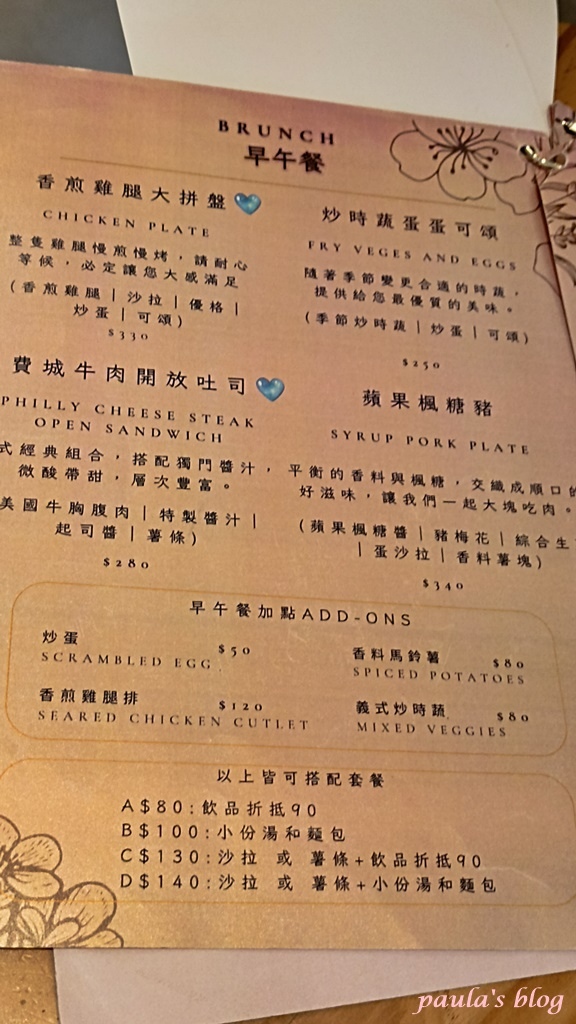 BRUNCH
早午餐
香煎雞腿大拼盤
CHICKEN PLATE
整隻雞腿慢煎慢烤，請耐心
等候，必定讓您大感滿足
(香煎雞腿 | 沙拉 | 優格 |
炒蛋 | 可頌)
$330
炒時蔬蛋蛋可頌
FRY VEGES AND EGGS
隨著季節變更合適的時蔬，
提供給您最優質的美味。
(季節炒時蔬 | 炒蛋 | 可頌)
$250
費城牛肉開放吐司
PHILLY CHEESE STEAK
OPEN SANDWICH
式經典組合，搭配獨門醬汁，
微酸帶甜，層次豐富。
美國牛胸腹肉 | 特製醬汁 |
起司醬 | 薯條)
$280
蘋果楓糖豬
SYRUP PORK PLATE
平衡的香料與楓糖，交織成順口的
好滋味，讓我們一起大塊吃肉。
(蘋果楓糖醬 | 豬梅花 | 綜合生
| 蛋沙拉 | 香料薯塊)
$340
早午餐加點ADD-ONS
炒蛋 $50
SCRAMBLED EGG
香煎雞腿排 $120
SEARED CHICKEN CUTLET
香料馬鈴薯 $80
SPICED POTATOES
義式炒時蔬 $80
MIXED VEGGIES
以上皆可搭配套餐
A$80:飲品折抵90
B$100:小份湯和麵包
C$130:沙拉 或 薯條+飲品折抵90
D$140:沙拉 或 薯條+小份湯和麵包
paula's blog